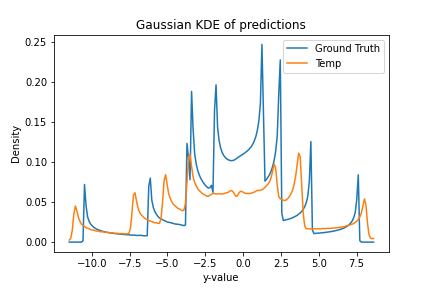 Gaussian KDE of predictions
Ground Truth
Temp
Density
0.25
0.20
0.15
0.10
0.05
0.00
−10.0 −7.5 −5.0 −2.5 0.0 2.5 5.0 7.5
y-value